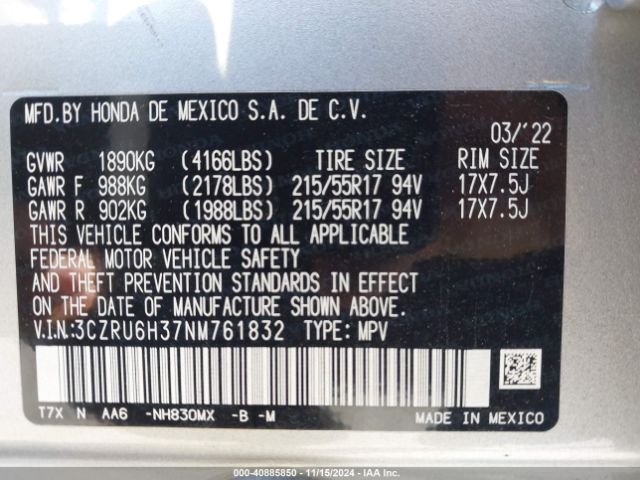 MFD.BY HONDA DE MEXICO S.A. DE C.V.
03/'22
GVWR 1890KG (4166LBS) TIRE SIZE RIM SIZE
GAWR F 988KG (2178LBS) 215/55R17 94V 17X7.5J
GAWR R 902KG (1988LBS) 215/55R17 94V 17X7.5J
THIS VEHICLE CONFORMS TO ALL APPLICABLE
FEDERAL MOTOR VEHICLE SAFETY
AND THEFT PREVENTION STANDARDS IN EFFECT
ON THE DATE OF MANUFACTURE SHOWN ABOVE.
V.I.N:3CZRU6H37NM761832 TYPE: MPV
T7X N AA6 -NH830MX -B -M MADE IN MEXICO
000-40885850 - 11/15/2024 - IAA Inc.